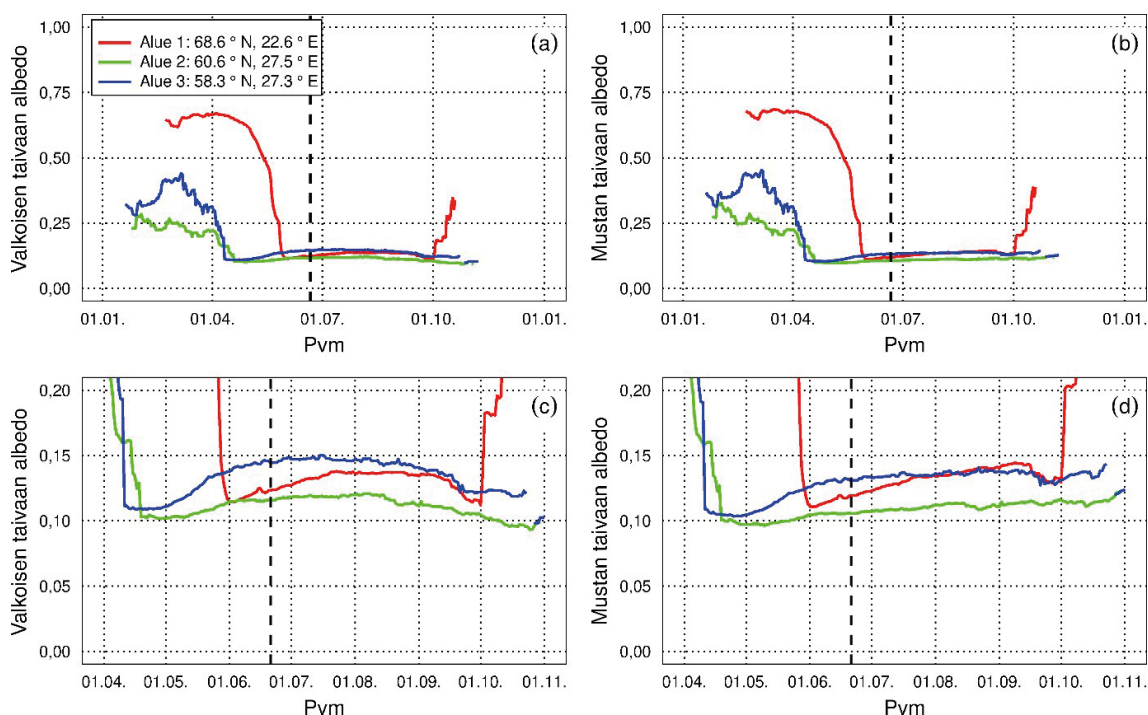 (a)
Valkoisen taivaan albedo
1,00
0,75
0,50
0,25
0,00
Alue 1: 68.6 ° N, 22.6 ° E
Alue 2: 60.6 ° N, 27.5 ° E
Alue 3: 58.3 ° N, 27.3 ° E
01.01. 01.04. 01.07. 01.10. 01.01.
Pvm
(b)
Mustan taivaan albedo
1,00
0,75
0,50
0,25
0,00
01.01. 01.04. 01.07. 01.10. 01.01.
Pvm
(c)
Valkoisen taivaan albedo
0,20
0,15
0,10
0,05
0,00
01.04. 01.05. 01.06. 01.07. 01.08. 01.09. 01.10. 01.11.
Pvm
(d)
Mustan taivaan albedo
0,20
0,15
0,10
0,05
0,00
01.04. 01.05. 01.06. 01.07. 01.08. 01.09. 01.10. 01.11.
Pvm